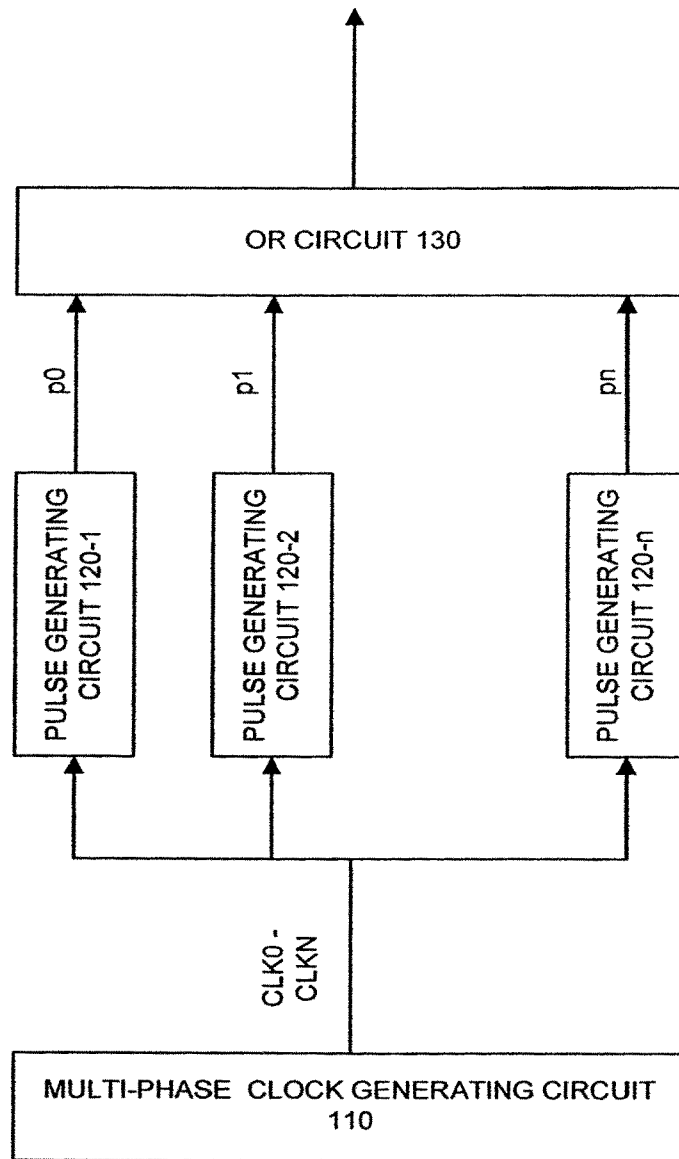 OR CIRCUIT 130
p0
p1
pn
PULSE GENERATING
CIRCUIT 120-1
PULSE GENERATING
CIRCUIT 120-2
PULSE GENERATING
CIRCUIT 120-n
CLK0 -
CLKN
MULTI-PHASE CLOCK GENERATING CIRCUIT
110